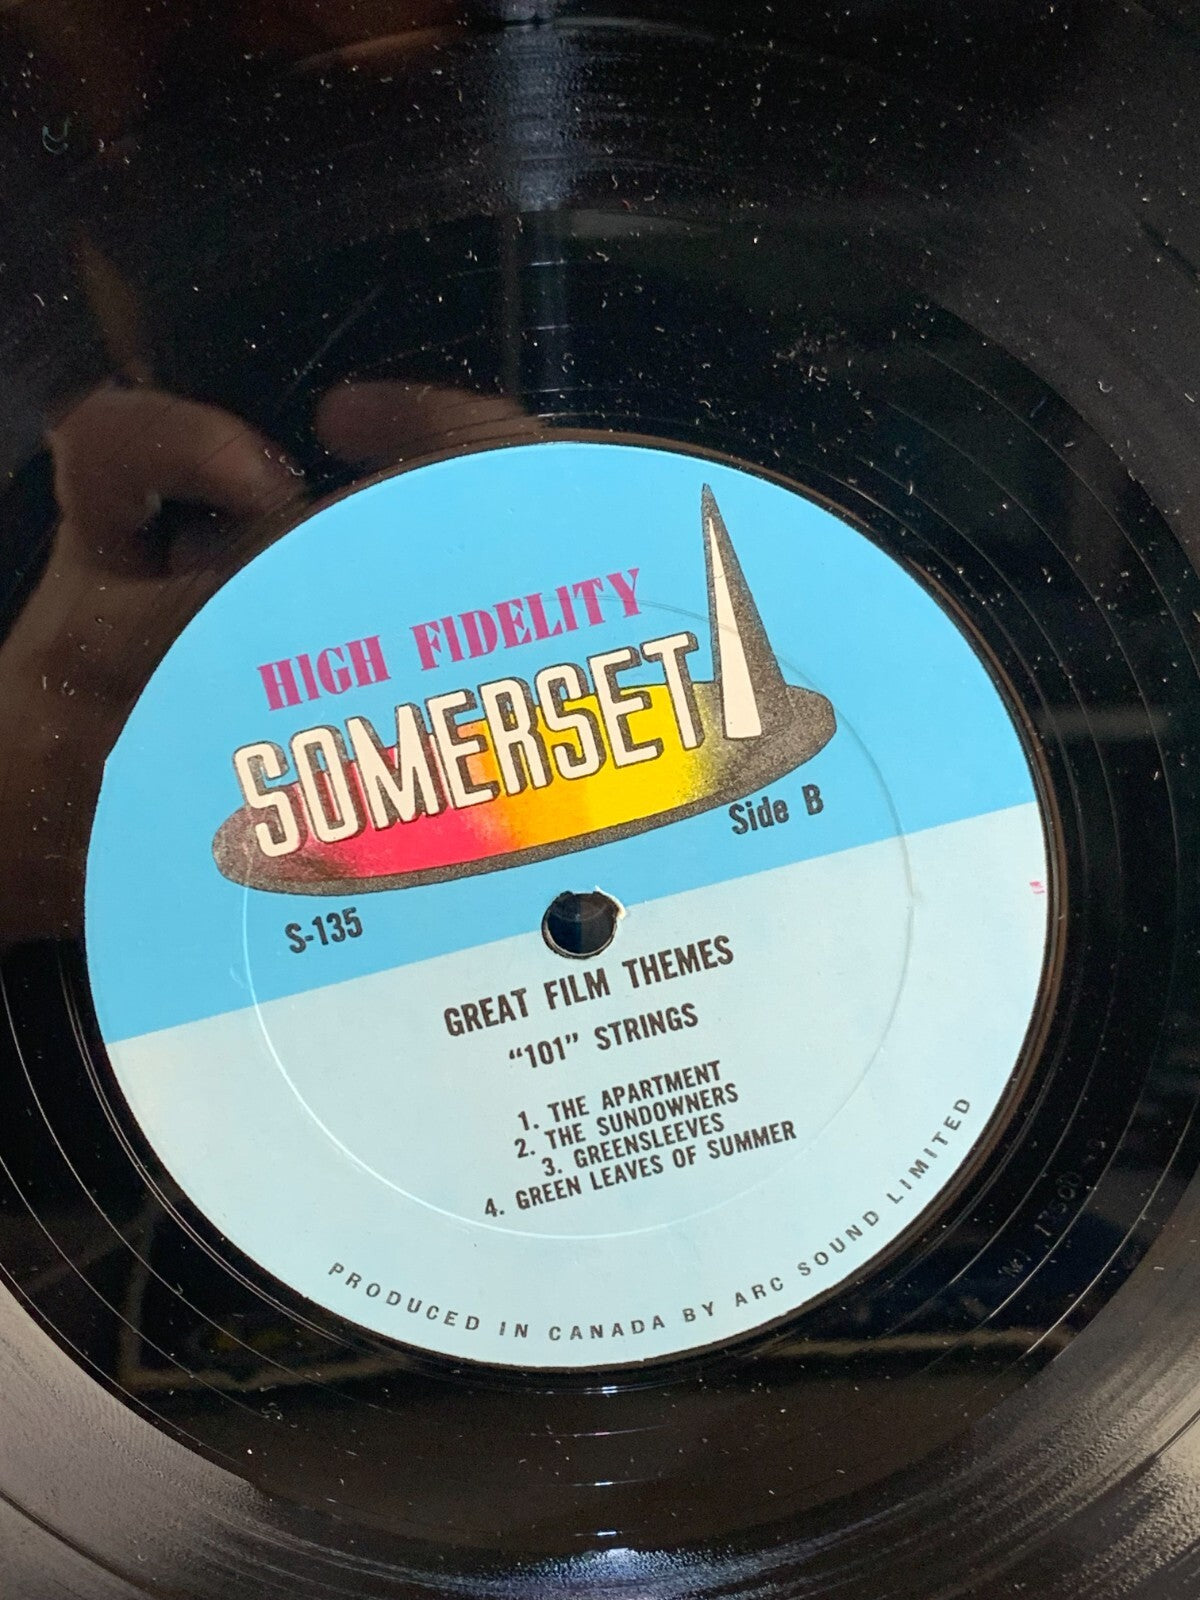 HIGH FIDELITY
SOMERSET
Side B
S-135
GREAT FILM THEMES
“101” STRINGS
1. THE APARTMENT
2. THE SUNDOWNERS
3. GREENSLEEVES
4. GREEN LEAVES OF SUMMER
PRODUCED IN CANADA BY ARC SOUND LIMITED